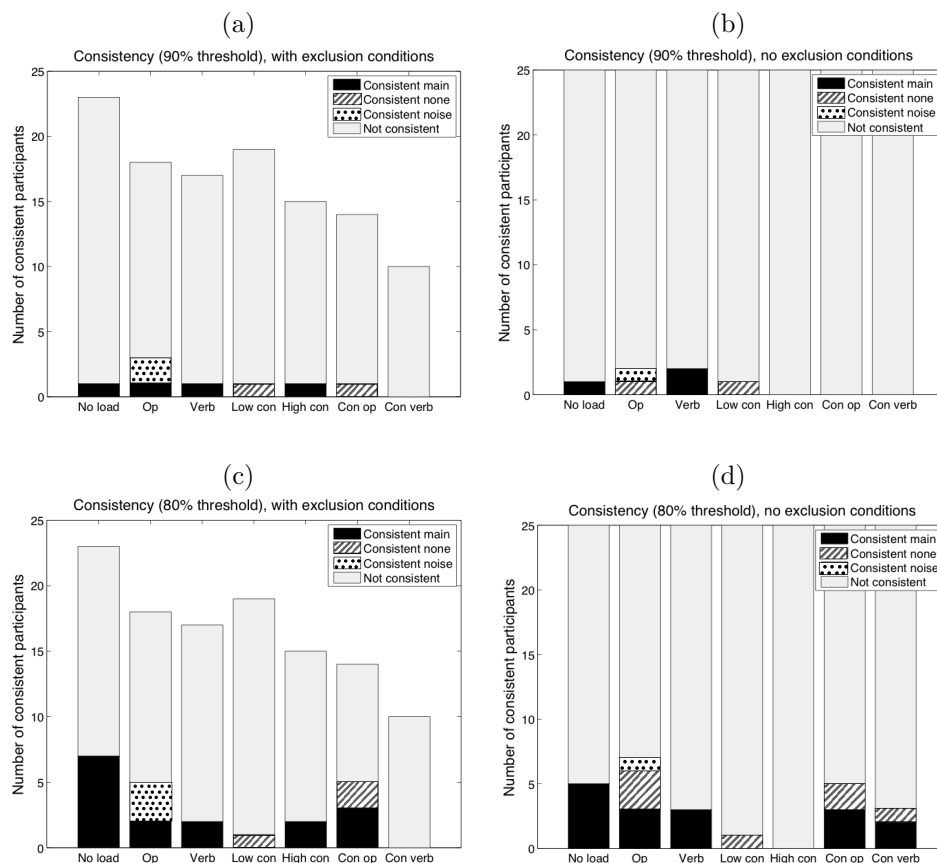 (a)
Consistency (90% threshold), with exclusion conditions
25
20
15
10
5
0
Number of consistent participants
Consistent main
Consistent none
Consistent noise
Not consistent
No load Op Verb Low con High con Con op Con verb
(b)
Consistency (90% threshold), no exclusion conditions
25
20
15
10
5
0
Number of consistent participants
Consistent main
Consistent none
Consistent noise
Not consistent
No load Op Verb Low con High con Con op Con verb
(c)
Consistency (80% threshold), with exclusion conditions
25
20
15
10
5
0
Number of consistent participants
Consistent main
Consistent none
Consistent noise
Not consistent
No load Op Verb Low con High con Con op Con verb
(d)
Consistency (80% threshold), no exclusion conditions
25
20
15
10
5
0
Number of consistent participants
Consistent main
Consistent none
Consistent noise
Not consistent
No load Op Verb Low con High con Con op Con verb